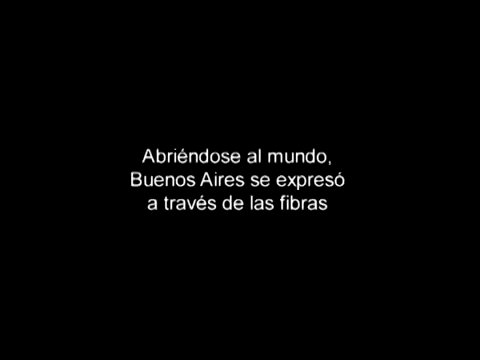 Abriéndose al mundo,
Buenos Aires se expresó
a través de las fibras